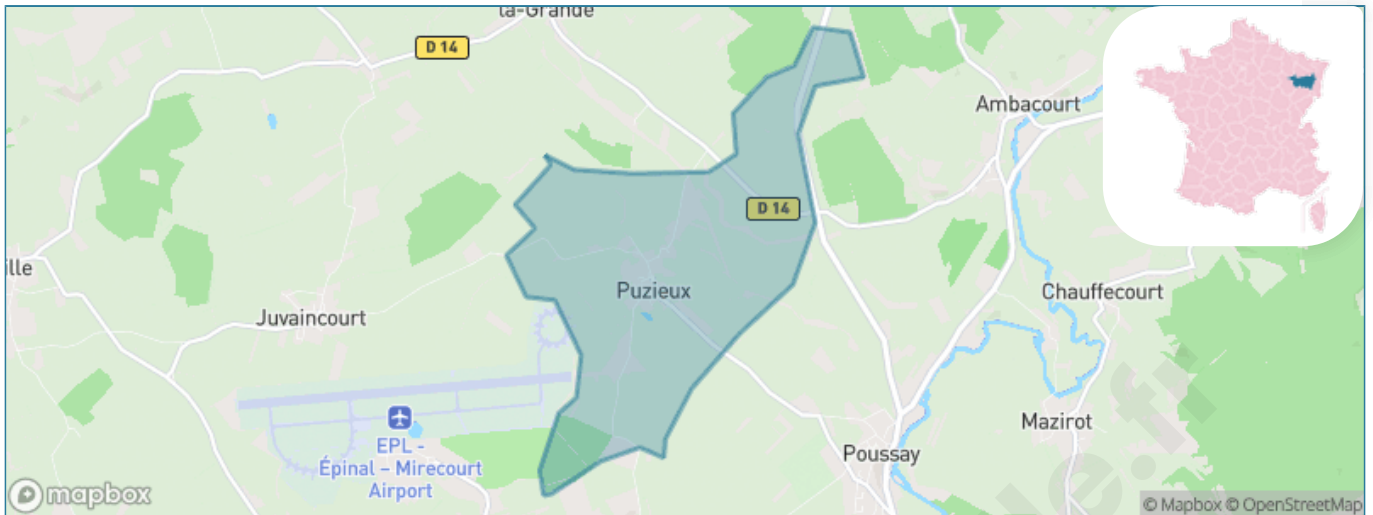 la-Grande
D 14
Ambacourt
D 14
ille
Puzieux
Chauffecourt
Juvaincourt
EPL -
Épinal – Mirecourt
Airport
Mazirot
Poussay
mapbox
© Mapbox © OpenStreetMap